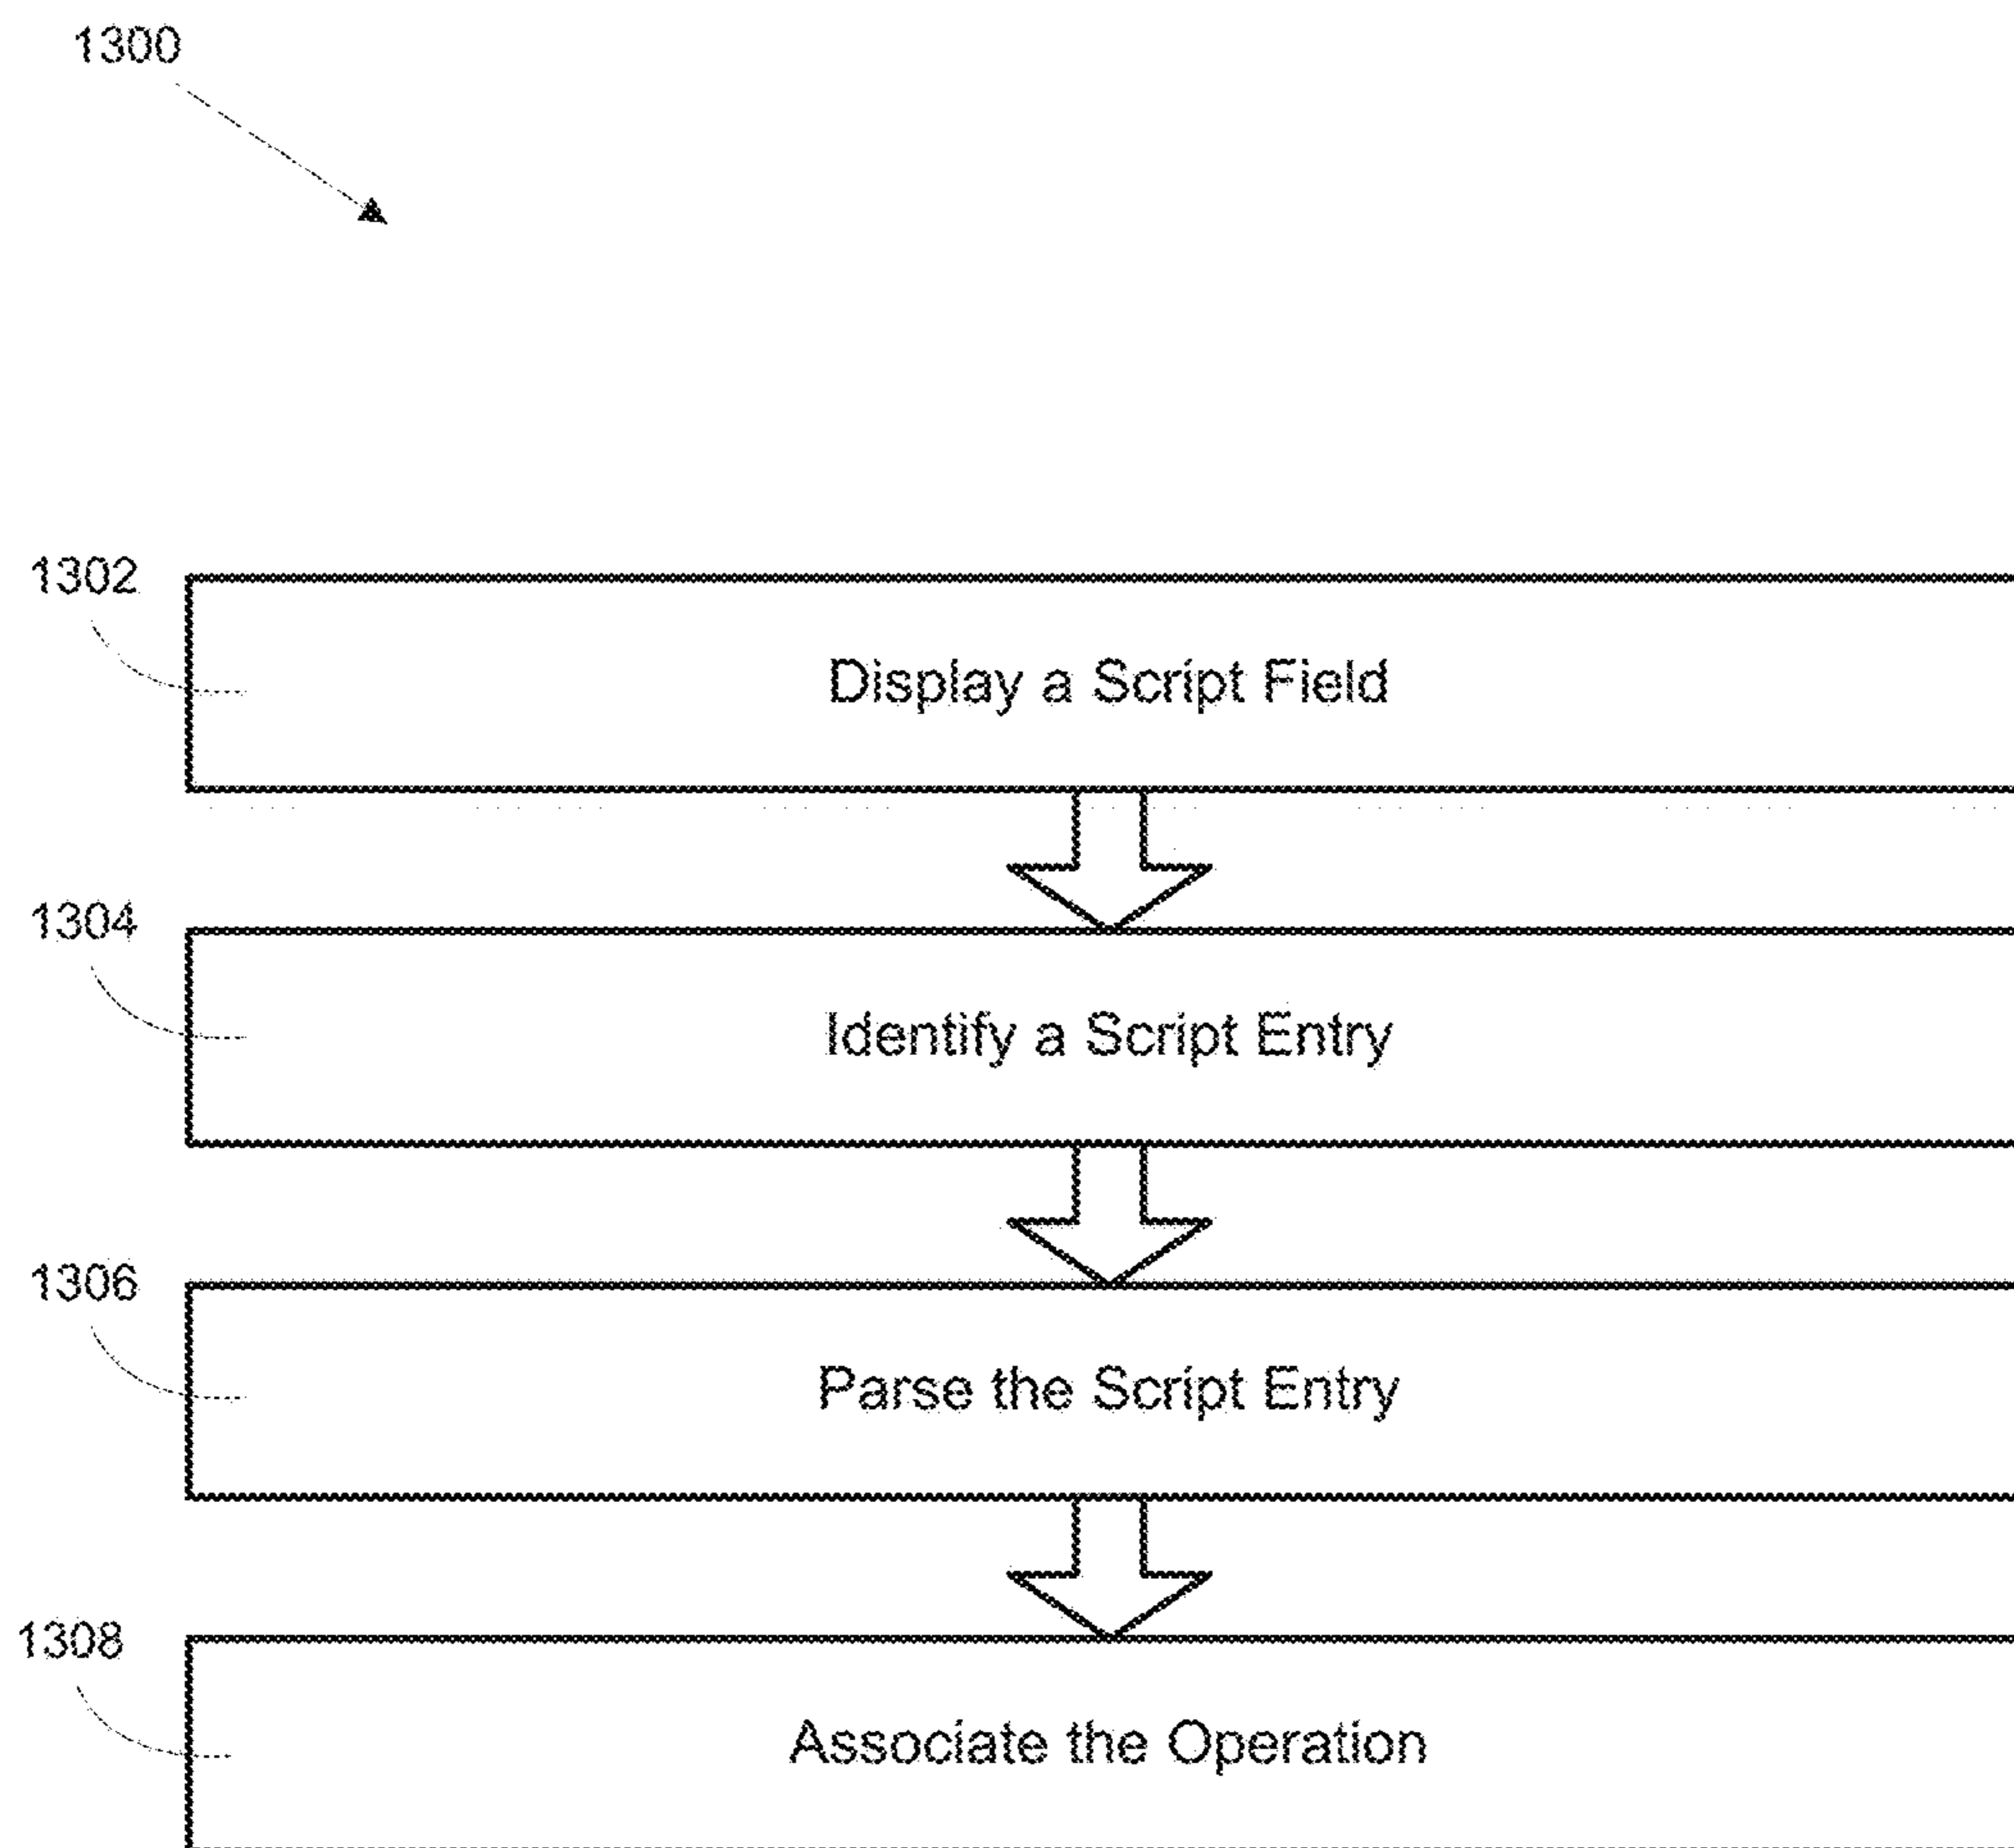 1300
1302
Display a Script Field
1304
Identify a Script Entry
1306
Parse the Script Entry
1308
Associate the Operation